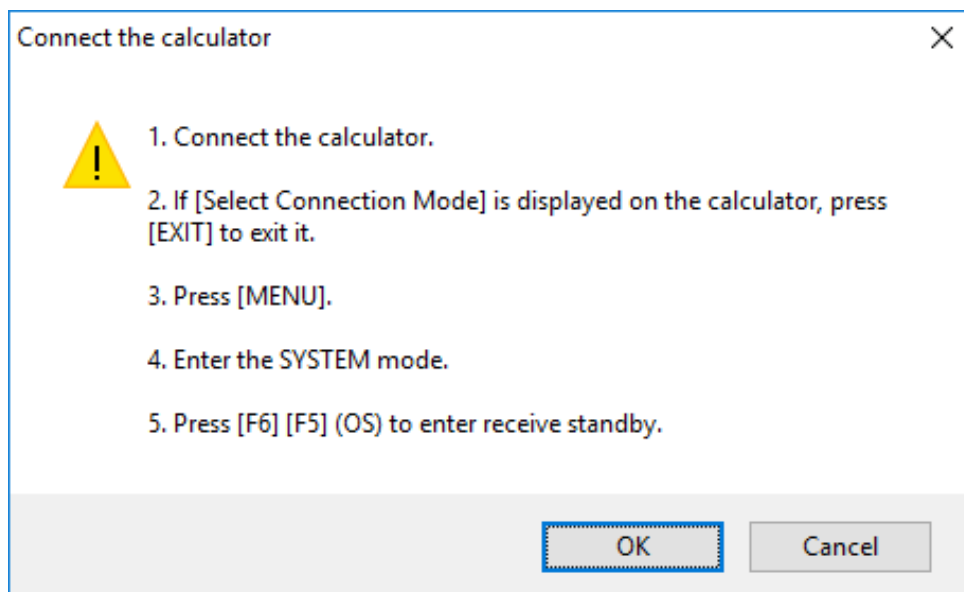 Connect the calculator
1. Connect the calculator.
2. If [Select Connection Mode] is displayed on the calculator, press
[EXIT] to exit it.
3. Press [MENU].
4. Enter the SYSTEM mode.
5. Press [F6] [F5] (OS) to enter receive standby.
OK
Cancel